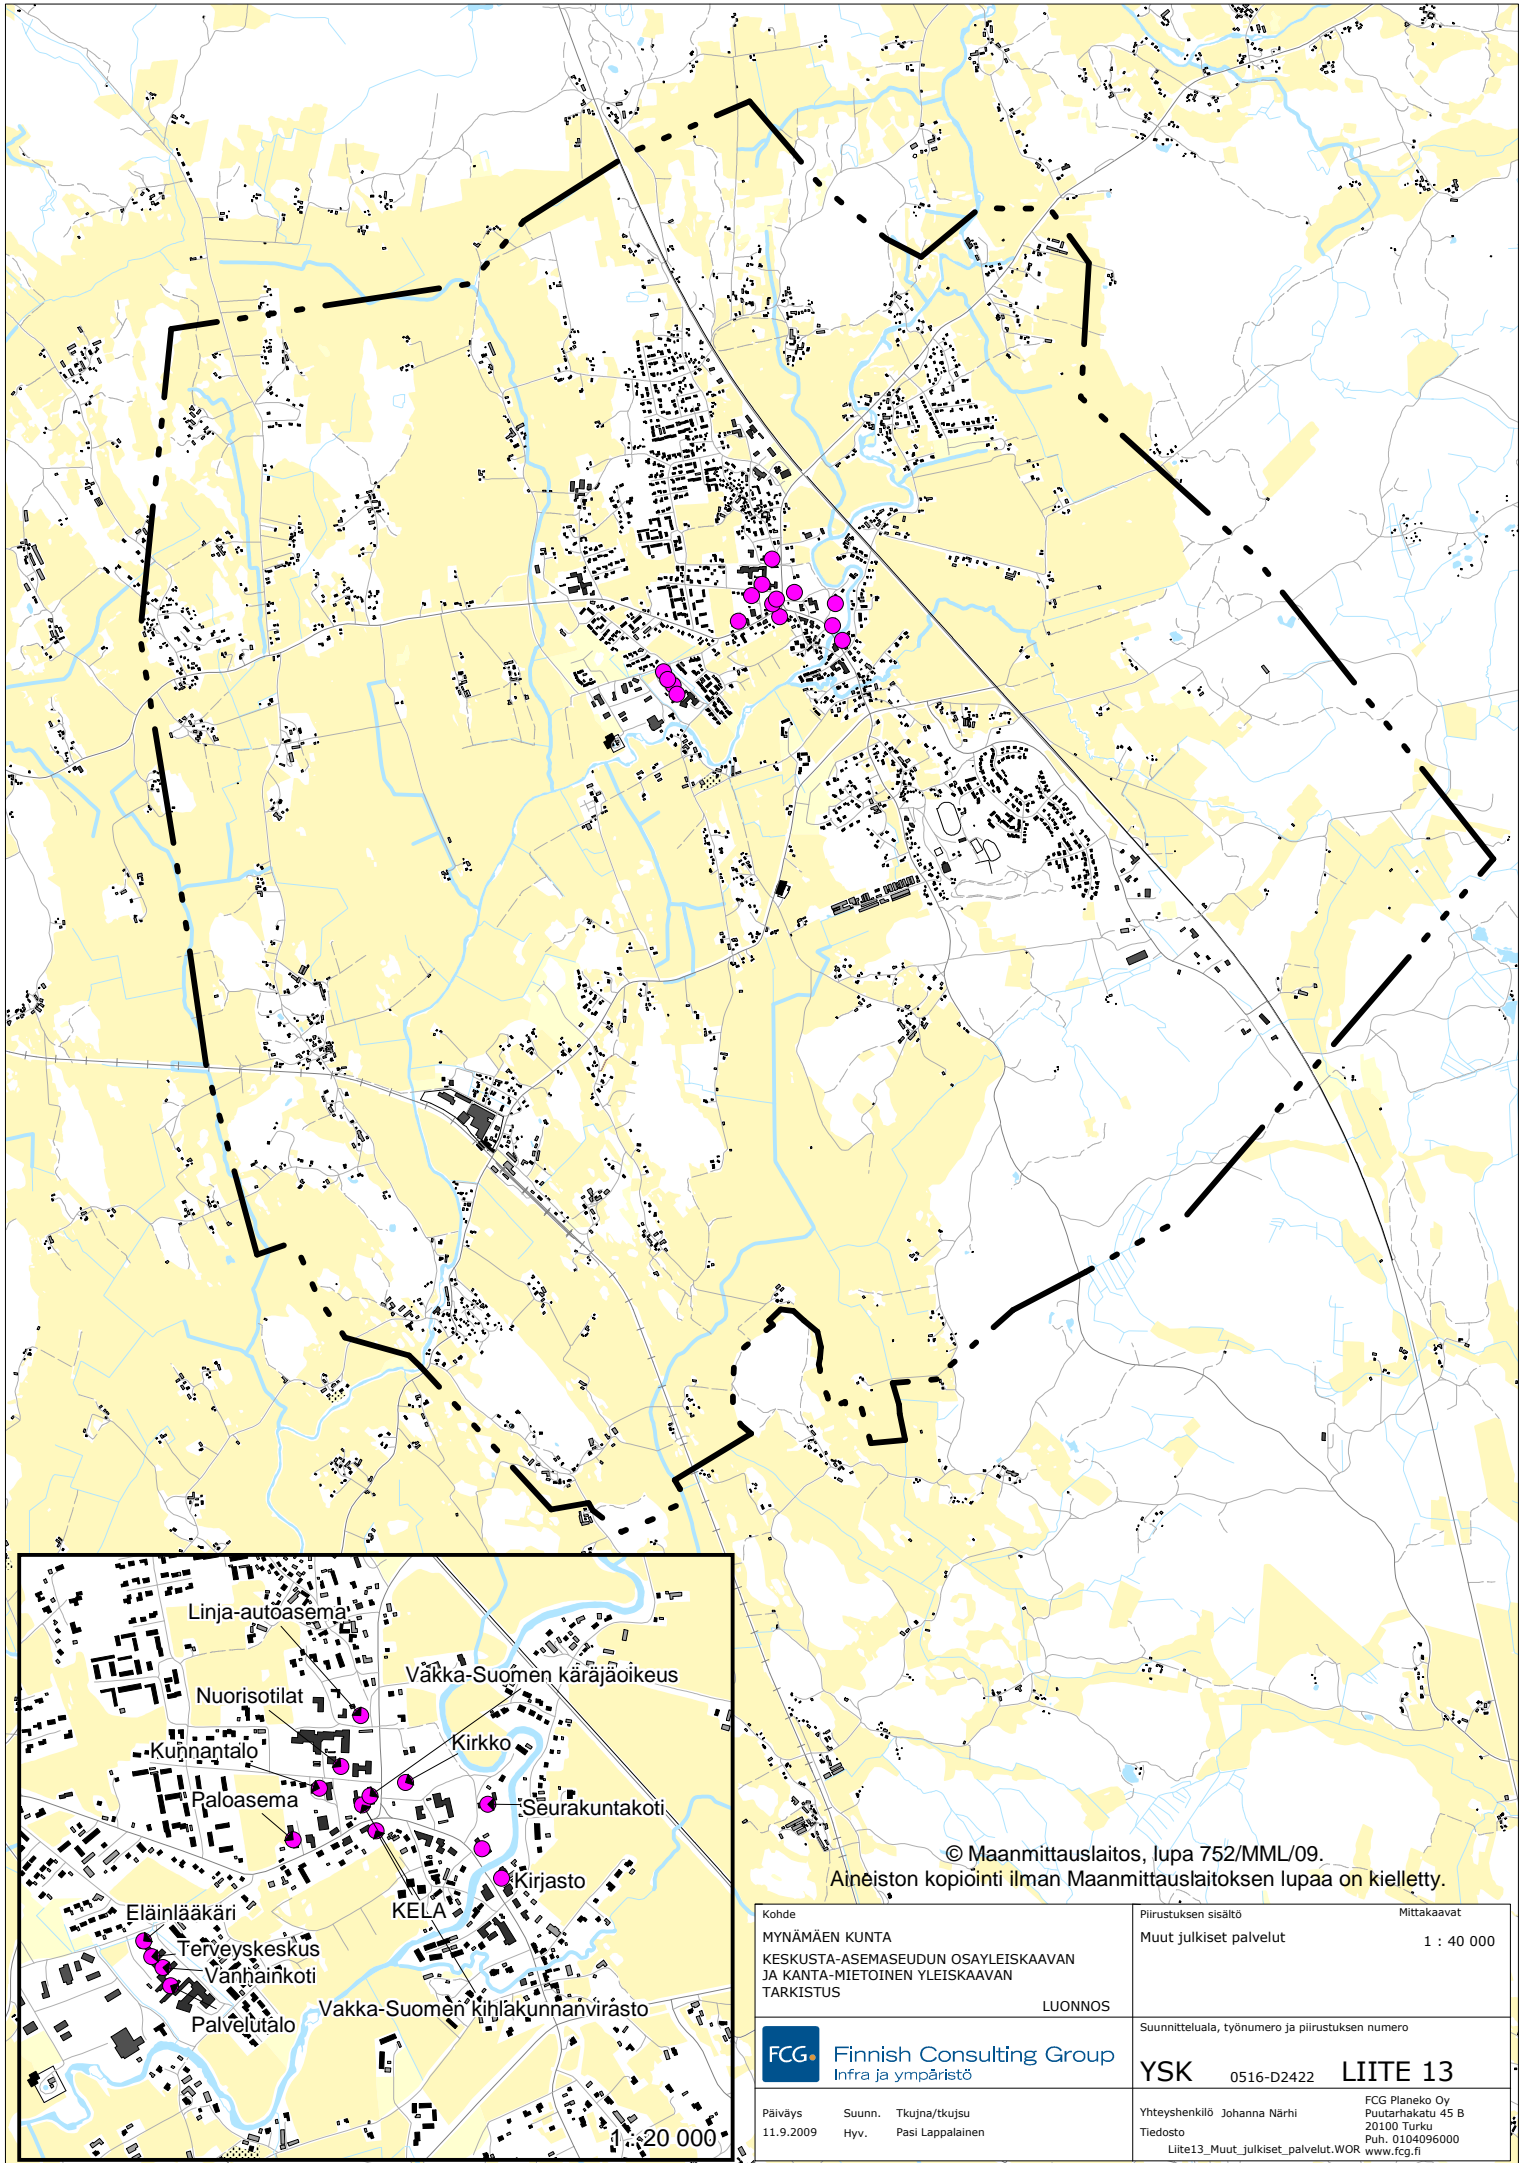 Linja-autoasema
Vakka-Suomen käräjäoikeus
Nuorisotilat
Kirkko
Kunnantalo
Paloasema
Seurakuntakoti
Kirjasto
KELA
Eläinlääkäri
Terveyskeskus
Vanhainkoti
Vakka-Suomen kihlakunnanvirasto
Palvelutalo
1 : 20 000
© Maanmittauslaitos, lupa 752/MML/09.
Aineiston kopiointi ilman Maanmittauslaitoksen lupaa on kielletty.
Kohde
MYNÄMÄEN KUNTA
KESKUSTA-ASEMASEUDUN OSAYLEISKAAVAN
JA KANTA-MIETOINEN YLEISKAAVAN
TARKISTUS
LUONNOS
Piirustuksen sisältö
Mittakaavat
Muut julkiset palvelut
1 : 40 000
FCG
Finnish Consulting Group
Infra ja ympäristö
Suunnitteluala, työnumero ja piirustuksen numero
YSK 0516-D2422 LIITE 13
Päiväys Suunn. Tkujna/tkujsu
11.9.2009 Hyv. Pasi Lappalainen
Yhteyshenkilö Johanna Närhi
Tiedosto
Liite13_Muut_julkiset_palvelut.WOR
FCG Planeko Oy
Puutarhakatu 45 B
20100 Turku
Puh. 0104096000
www.fcg.fi